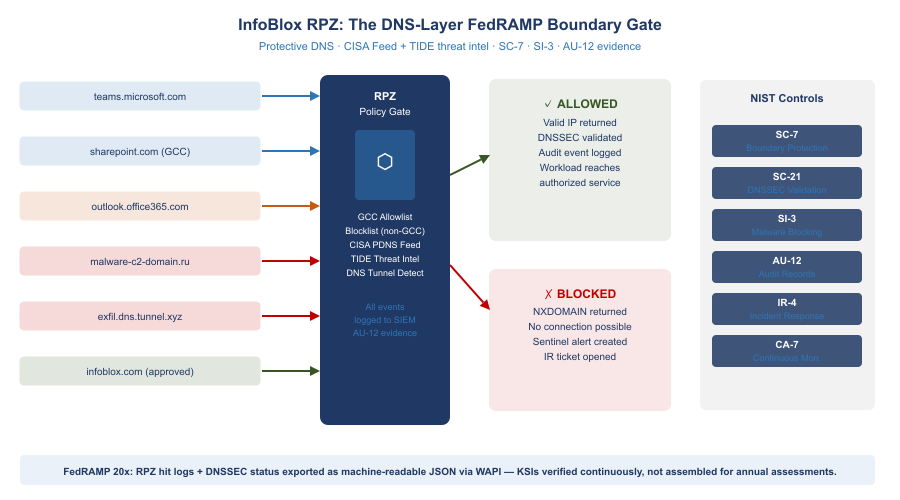 InfoBlox RPZ: The DNS-Layer FedRAMP Boundary Gate
Protective DNS · CISA Feed + TIDE threat intel · SC-7 · SI-3 · AU-12 evidence
teams.microsoft.com
sharepoint.com (GCC)
outlook.office365.com
malware-c2-domain.ru
exfil.dns.tunnel.xyz
infoblox.com (approved)
RPZ
Policy Gate
GCC Allowlist
Blocklist (non-GCC)
CISA PDNS Feed
TIDE Threat Intel
DNS Tunnel Detect
All events
logged to SIEM
AU-12 evidence
✓ ALLOWED
Valid IP returned
DNSSEC validated
Audit event logged
Workload reaches
authorized service
✗ BLOCKED
NXDOMAIN returned
No connection possible
Sentinel alert created
IR ticket opened
NIST Controls
SC-7
Boundary Protection
SC-21
DNSSEC Validation
SI-3
Malware Blocking
AU-12
Audit Records
IR-4
Incident Response
CA-7
Continuous Mon.
FedRAMP 20x: RPZ hit logs + DNSSEC status exported as machine-readable JSON via WAPI — KSIs verified continuously, not assembled for annual assessments.